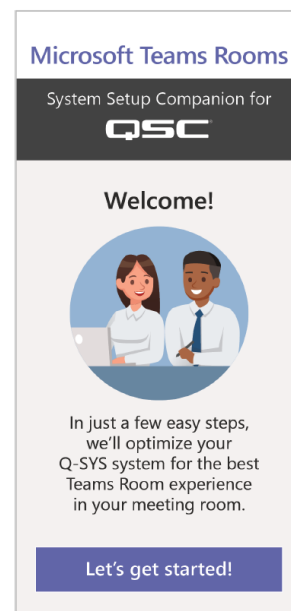 Microsoft Teams Rooms
System Setup Companion for
QSC
Welcome!
In just a few easy steps,
we'll optimize your
Q-SYS system for the best
Teams Room experience
in your meeting room.
Let's get started!